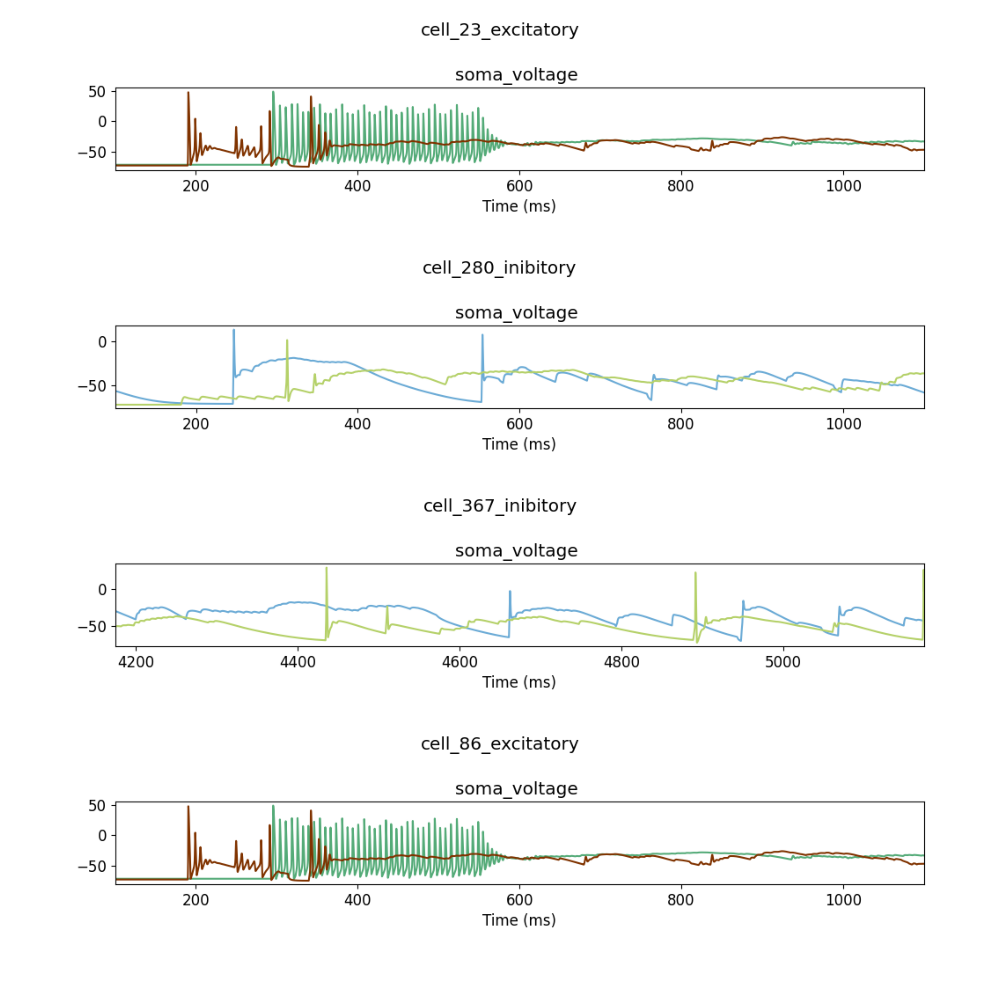 cell_23_excitatory
soma_voltage
50
0
−50
200 400 600 800 1000
Time (ms)
cell_280_inibitory
soma_voltage
0
−50
200 400 600 800 1000
Time (ms)
cell_367_inibitory
soma_voltage
0
−50
4200 4400 4600 4800 5000
Time (ms)
cell_86_excitatory
soma_voltage
50
0
−50
200 400 600 800 1000
Time (ms)